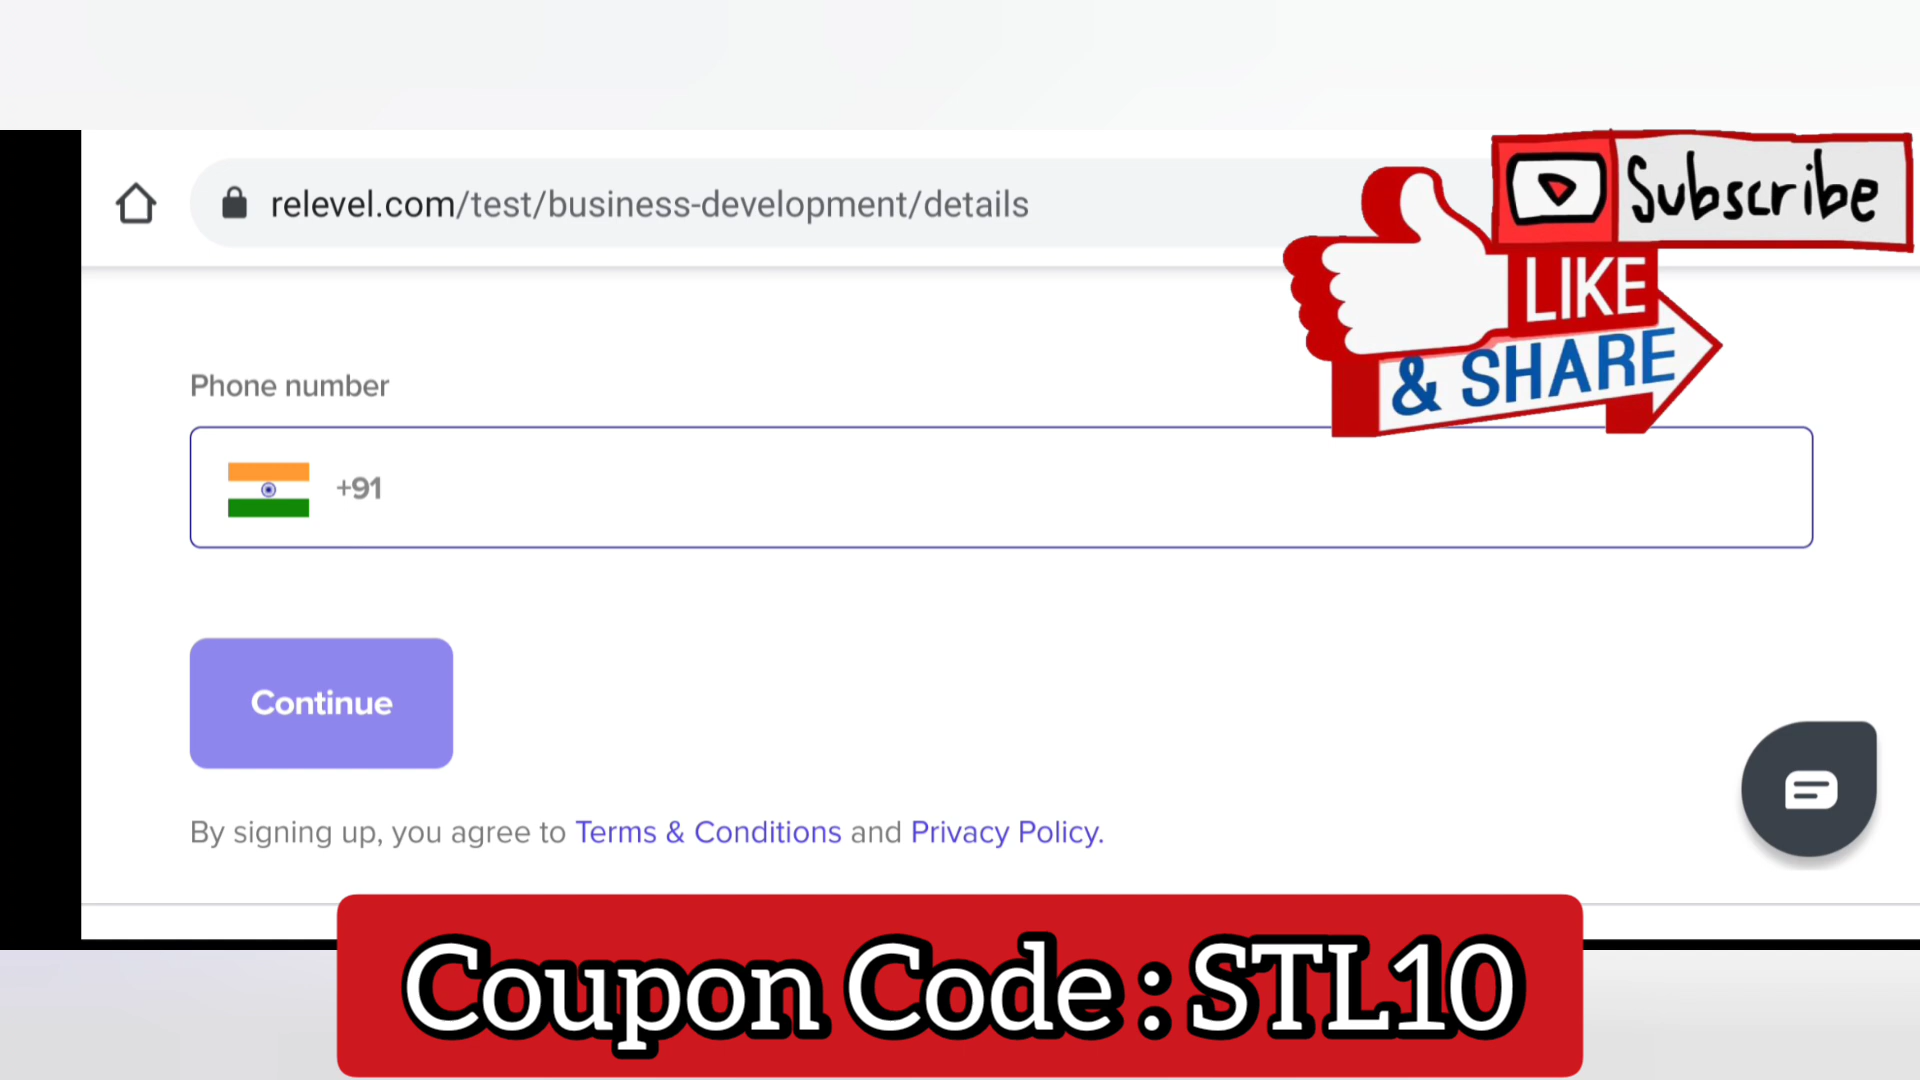 relevel.com/test/business-development/details
Subscribe
LIKE
& SHARE
Phone number
+91
Continue
By signing up, you agree to Terms & Conditions and Privacy Policy.
Coupon Code : STL10